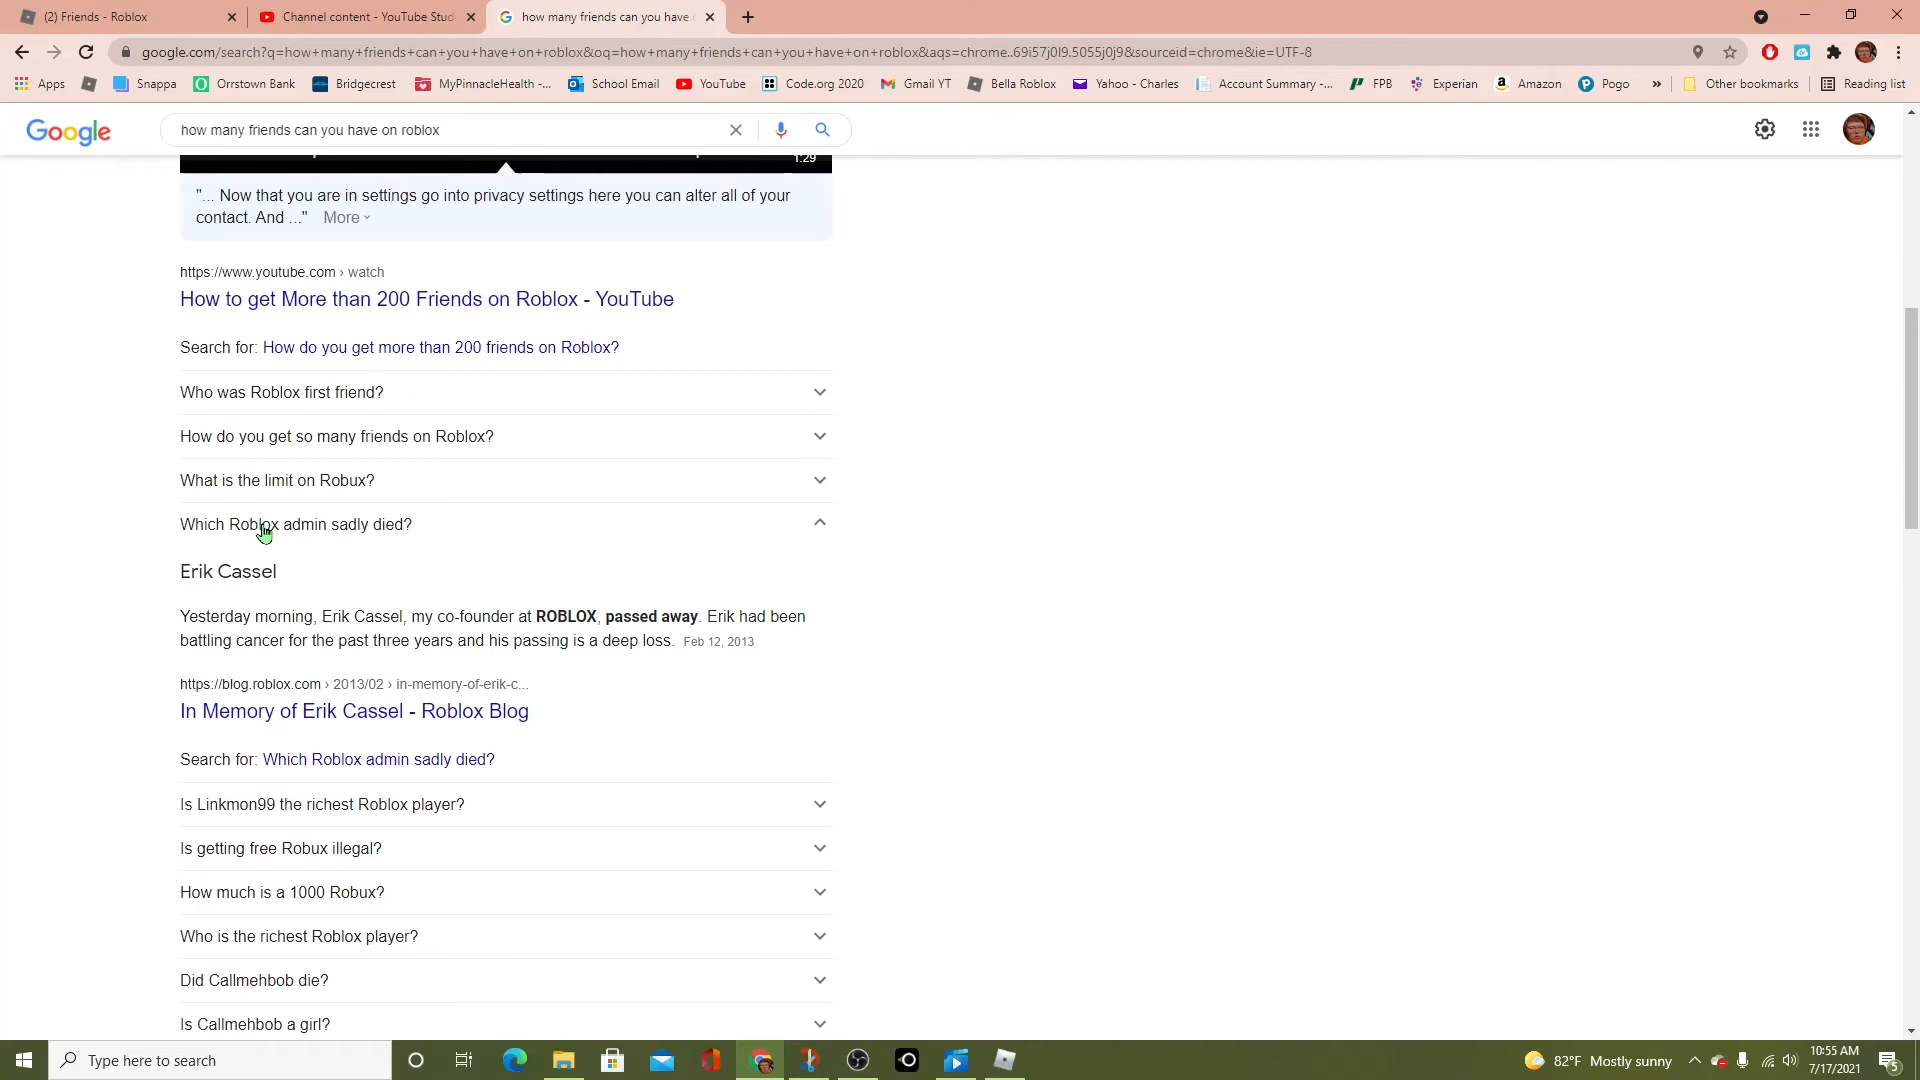 (2) Friends - Roblox
Channel content - YouTube Stud
how many friends can you have
google.com/search?q=how+many+friends+can+you+have+on+roblox&oq=how+many+friends+can+you+have+on+roblox&aqs=chrome..69i57j0l9.5055j0j9&sourceid=chrome&ie=UTF-8
Apps Snappa Orrstown Bank Bridgecrest MyPinnacleHealth -... School Email YouTube Code.org 2020 Gmail YT Bella Roblox Yahoo - Charles Account Summary -... FPB Experian Amazon Pogo » Other bookmarks Reading list
Google
how many friends can you have on roblox
1:29
"... Now that you are in settings go into privacy settings here you can alter all of your
contact. And ..." More
https://www.youtube.com › watch
How to get More than 200 Friends on Roblox - YouTube
Search for: How do you get more than 200 friends on Roblox?
Who was Roblox first friend?
How do you get so many friends on Roblox?
What is the limit on Robux?
Which Roblox admin sadly died?
Erik Cassel
Yesterday morning, Erik Cassel, my co-founder at ROBLOX, passed away. Erik had been
battling cancer for the past three years and his passing is a deep loss. Feb 12, 2013
https://blog.roblox.com › 2013/02 › in-memory-of-erik-c...
In Memory of Erik Cassel - Roblox Blog
Search for: Which Roblox admin sadly died?
Is Linkmon99 the richest Roblox player?
Is getting free Robux illegal?
How much is a 1000 Robux?
Who is the richest Roblox player?
Did Callmehbob die?
Is Callmehbob a girl?
Type here to search
82°F Mostly sunny
10:55 AM
7/17/2021
5